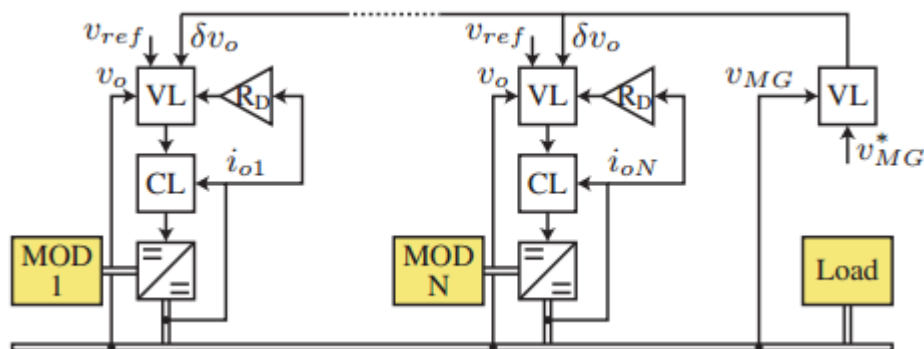 v_ref δv_o v_ref δv_o
v_o VL R_D v_o VL R_D v_MG VL
CL i_o1 CL i_oN v*_MG
MOD 1 MOD N Load